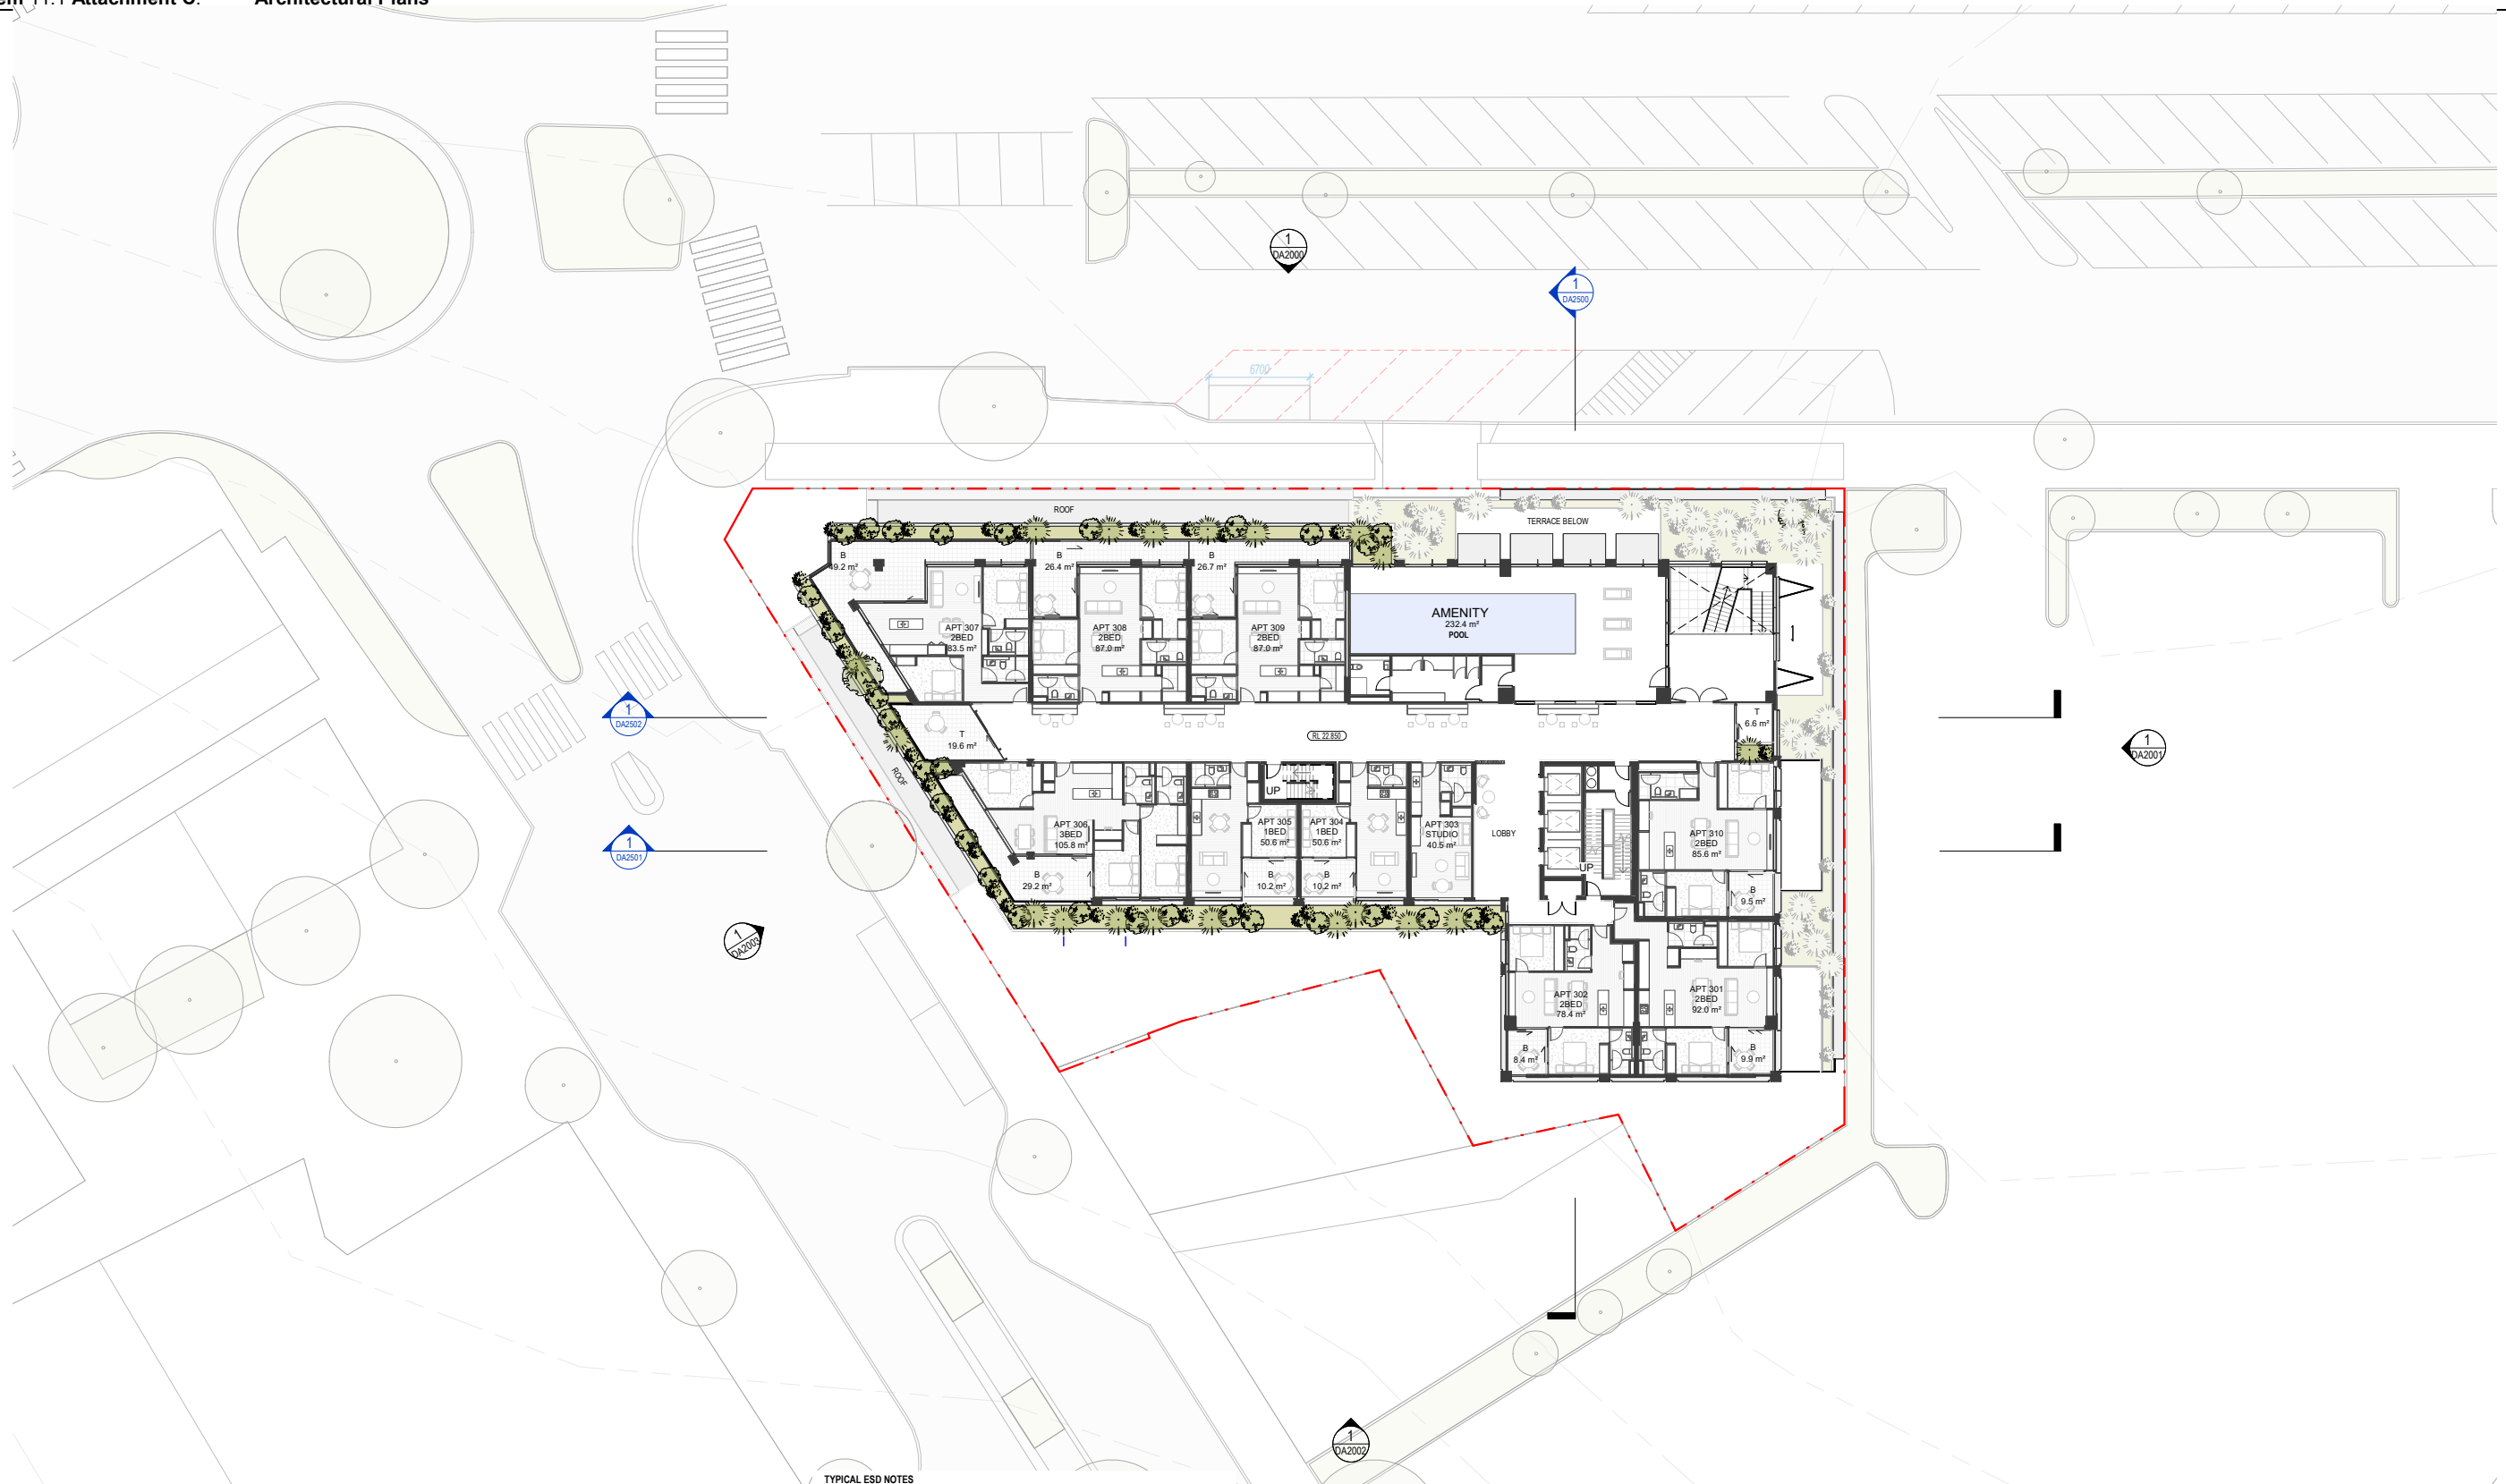 11.1 Attachment C: Architectural Plans
1
DA2000
1
DA2500
6700
ROOF
TERRACE BELOW
B
49.2 m²
B
26.4 m²
B
26.7 m²
AMENITY
232.4 m²
POOL
APT 307
2BED
83.5 m²
APT 308
2BED
87.0 m²
APT 309
2BED
87.0 m²
1
DA2502
T
19.6 m²
RL 22.850
T
6.6 m²
1
DA2001
ROOF
UP
APT 306
3BED
105.8 m²
APT 305
1BED
50.6 m²
APT 304
1BED
50.6 m²
APT 303
STUDIO
40.5 m²
LOBBY
APT 310
2BED
85.6 m²
1
DA2501
UP
B
29.2 m²
B
10.2 m²
B
10.2 m²
B
9.5 m²
1
DA2003
APT 302
2BED
78.4 m²
APT 301
2BED
92.0 m²
B
8.4 m²
B
9.9 m²
1
DA2002
TYPICAL ESD NOTES